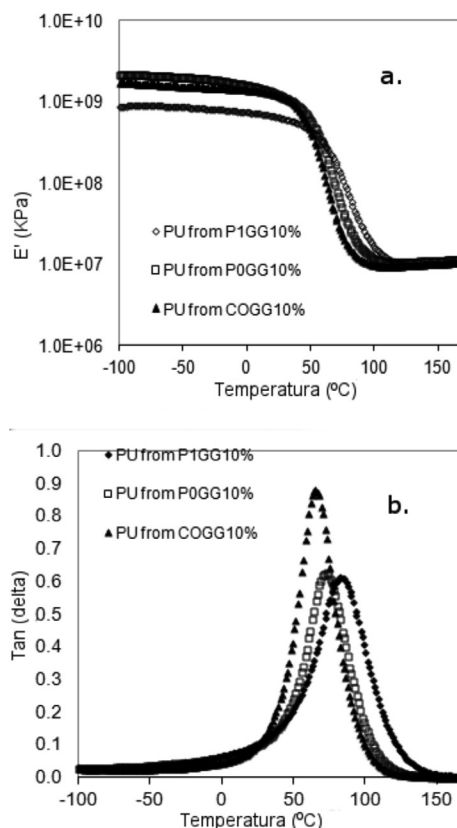 1.0E+10
a.
1.0E+09
1.0E+08
1.0E+07
1.0E+06
E' (KPa)
PU from P1GG10%
PU from P0GG10%
PU from COGG10%
-100 -50 0 50 100 150
Temperatura (ºC)
1.0
0.9
0.8
0.7
0.6
0.5
0.4
0.3
0.2
0.1
0.0
Tan (delta)
PU from P1GG10%
PU from P0GG10%
PU from COGG10%
b.
-100 -50 0 50 100 150
Temperatura (ºC)